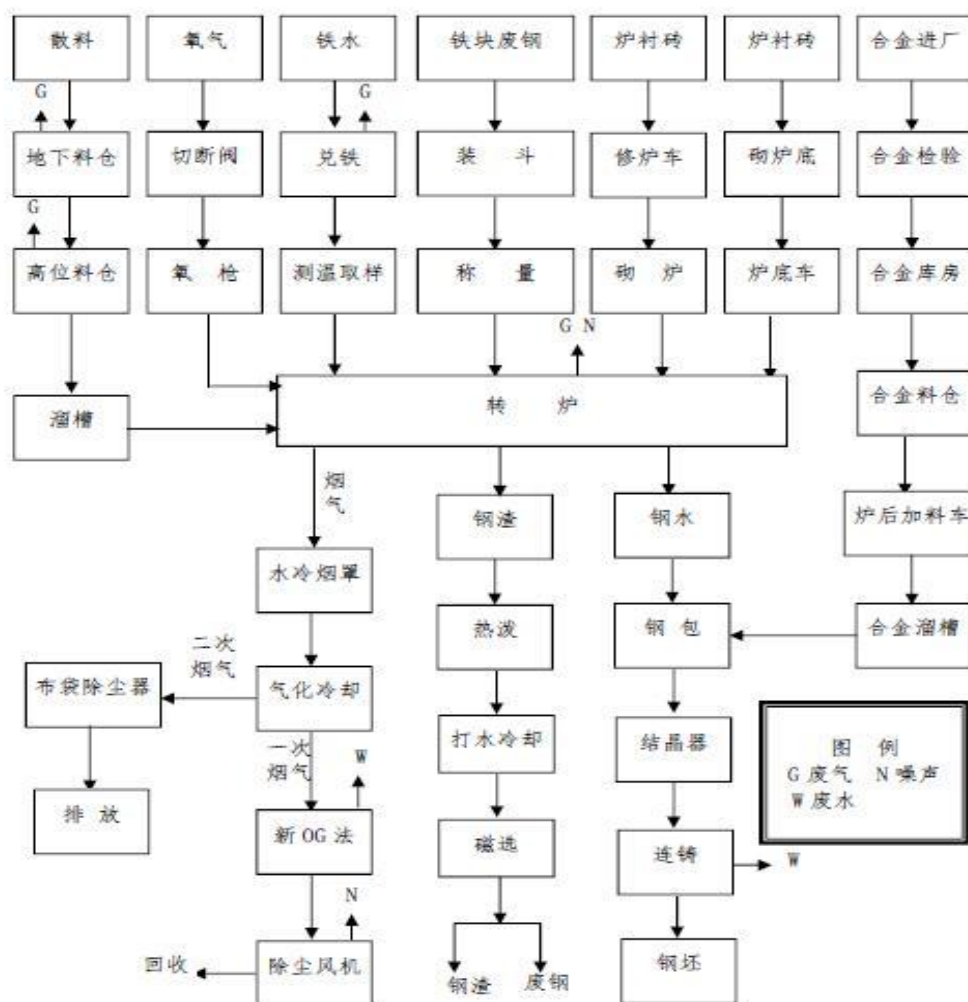 散料
氧气
铁水
铁块废钢
炉衬砖
炉衬砖
合金进厂
G
G
地下料仓
切断阀
兑铁
装 斗
修炉车
砌炉底
合金检验
G
高位料仓
氧 枪
测温取样
称 量
砌 炉
炉底车
合金库房
G N
转 炉
合金料仓
溜槽
烟
气
钢渣
钢水
炉后加料车
水冷烟罩
热泼
钢 包
合金溜槽
二次
烟气
布袋除尘器
气化冷却
打水冷却
结晶器
图 例
G 废气 N 噪声
W 废水
一次
烟气
W
排 放
新 OG 法
磁选
连铸
W
N
回收
除尘风机
钢渣
废钢
钢坯